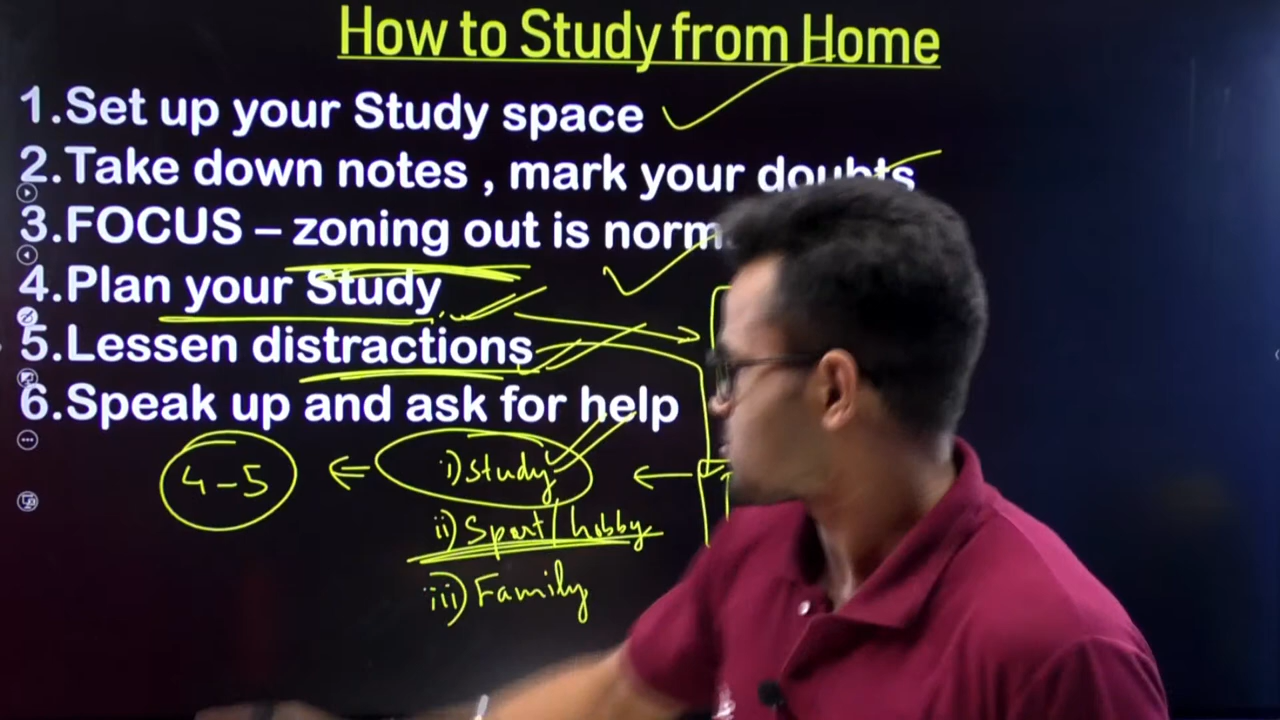 How to Study from Home
1.Set up your Study space
2.Take down notes , mark your doubts
3.FOCUS – zoning out is norm
4.Plan your Study
5.Lessen distractions
6.Speak up and ask for help
4-5 ⇐ i) Study ←
ii) Sport/hobby
iii) Family